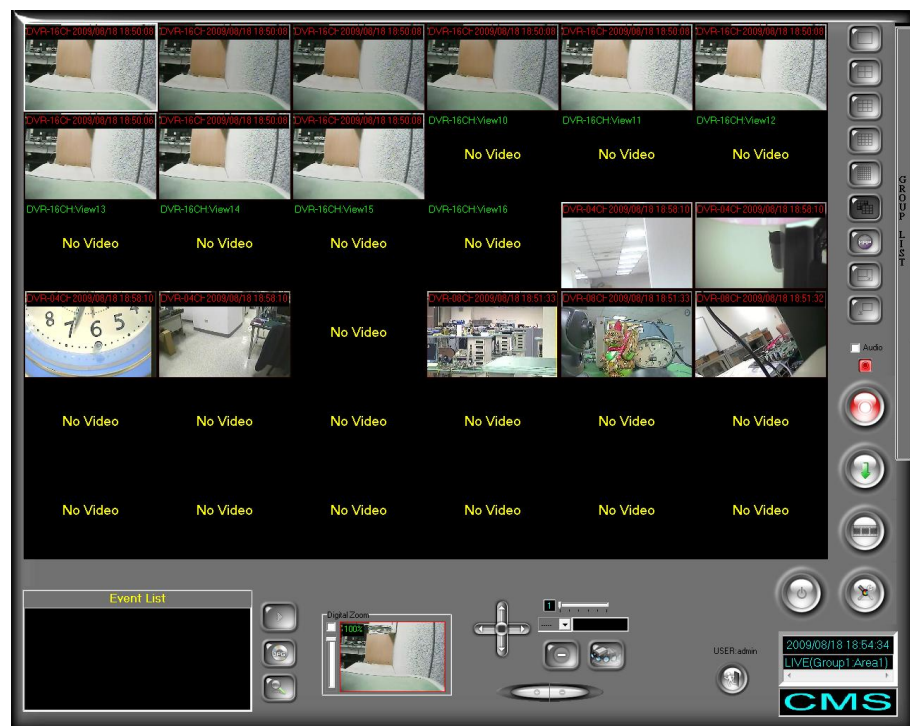 DVR-16CH 2009/08/18 18:50:08 DVR-16CH 2009/08/18 18:50:08 DVR-16CH 2009/08/18 18:50:08 DVR-16CH 2009/08/18 18:50:08 DVR-16CH 2009/08/18 18:50:08 DVR-16CH 2009/08/18 18:50:08
DVR-16CH 2009/08/18 18:50:06 DVR-16CH 2009/08/18 18:50:08 DVR-16CH 2009/08/18 18:50:08 DVR-16CH:View10 DVR-16CH:View11 DVR-16CH:View12
No Video No Video No Video
DVR-16CH:View13 DVR-16CH:View14 DVR-16CH:View15 DVR-16CH:View16 DVR-04CH 2009/08/18 18:58:10 DVR-04CH 2009/08/18 18:58:10
No Video No Video No Video No Video
DVR-04CH 2009/08/18 18:58:10 DVR-04CH 2009/08/18 18:58:10 DVR-08CH 2009/08/18 18:51:33 DVR-08CH 2009/08/18 18:51:33 DVR-08CH 2009/08/18 18:51:32
8 7 6 5
No Video
No Video No Video No Video No Video No Video No Video
No Video No Video No Video No Video No Video No Video
GROUP LIST
Audio
Event List
Digital Zoom
100%
1
-----
USER:admin
2009/08/18 18:54:34
LIVE(Group1:Area1)
CMS